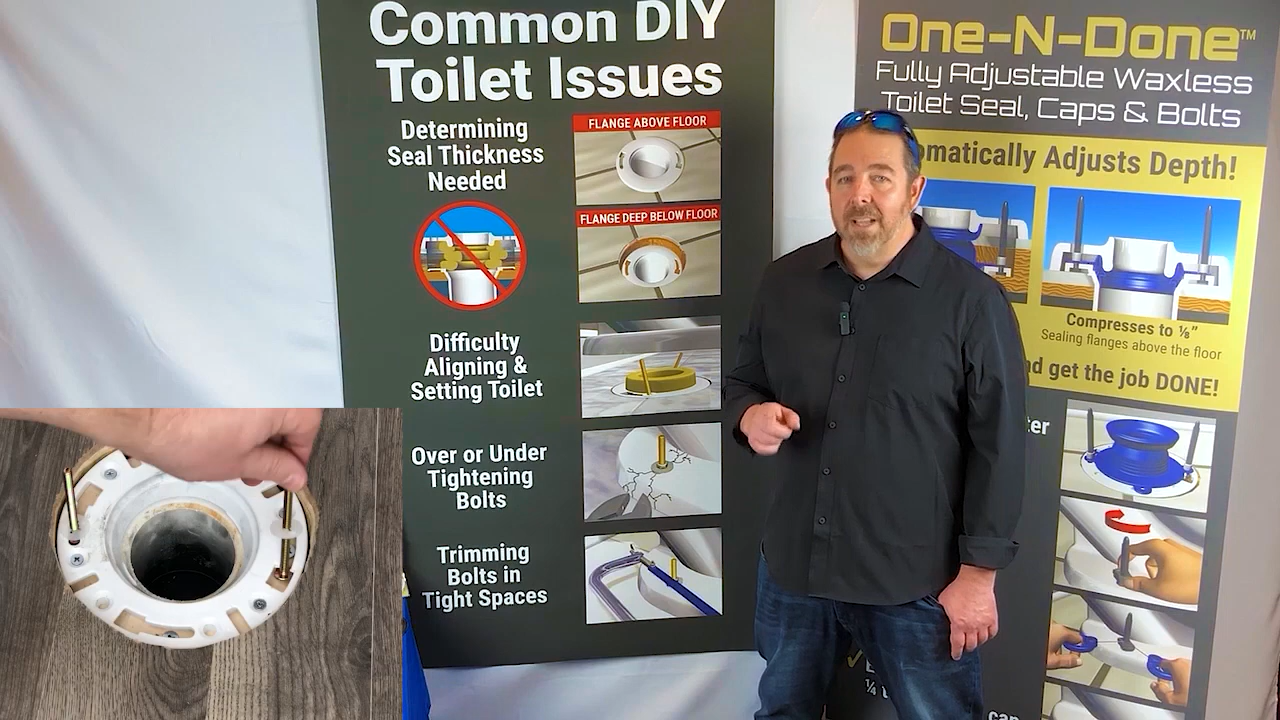 Common DIY
Toilet Issues
Determining
Seal Thickness
Needed
FLANGE ABOVE FLOOR
FLANGE DEEP BELOW FLOOR
Difficulty
Aligning &
Setting Toilet
Over or Under
Tightening
Bolts
Trimming
Bolts in
Tight Spaces
One-N-Done™
Fully Adjustable Waxless
Toilet Seal, Caps & Bolts
Adjusts Depth!
Compresses to ⅛”
Sealing flanges above the floor
get the job DONE!